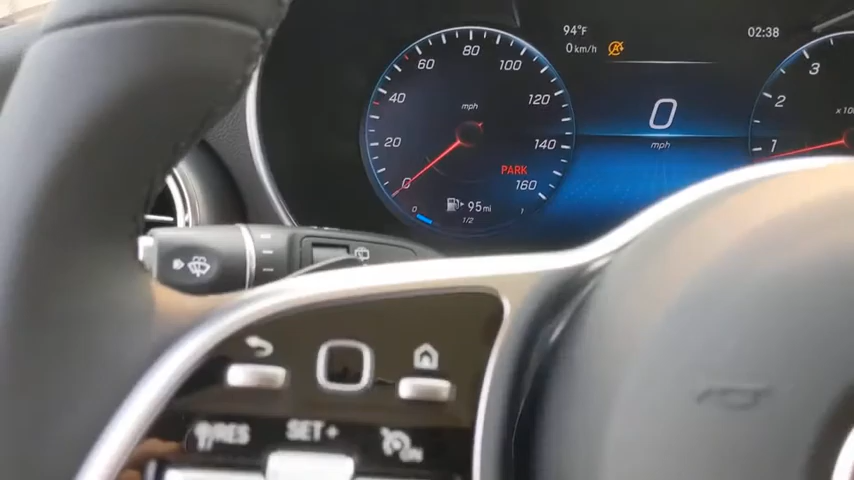 94°F
0 km/h
02:38
60 80 100
40 120
20 140
0 160
mph
PARK
95 mi
0 1/2 1
0
mph
3
2
1
RES SET + ON